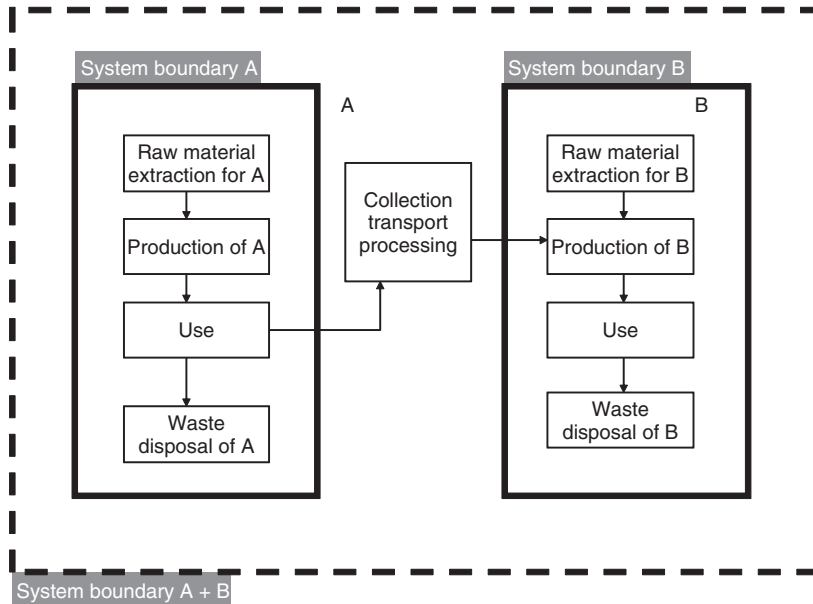 System boundary A
System boundary B
A
B
Raw material
extraction for A
Production of A
Use
Waste
disposal of A
Collection
transport
processing
Raw material
extraction for B
Production of B
Use
Waste
disposal of B
System boundary A + B